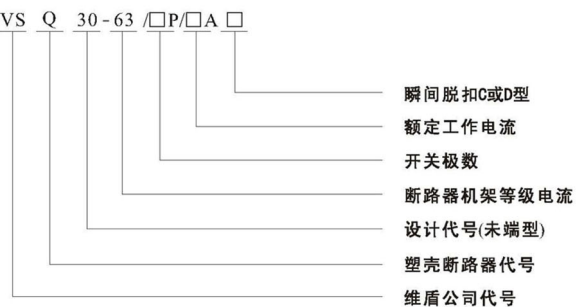 VS Q 30-63 /□P/□A □
瞬间脱扣C或D型
额定工作电流
开关极数
断路器机架等级电流
设计代号(未端型)
塑壳断路器代号
维盾公司代号